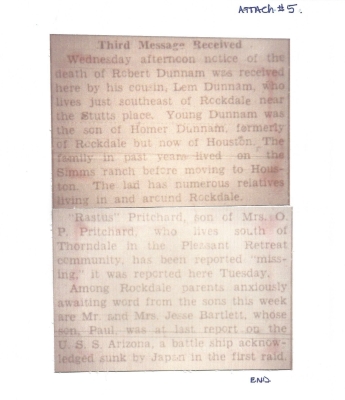 ATTACH #5.
Third Message Received
Wednesday afternoon notice of the
death of Robert Dunnam was received
here by his cousin, Lem Dunnam, who
lives just southeast of Rockdale near
the Stutts place. Young Dunnam was
the son of Homer Dunnam, formerly
of Rockdale but now of Houston. The
family in past years lived on the
Simms ranch before moving to Hous-
ton. The lad has numerous relatives
living in and around Rockdale.
"Rastus" Pritchard, son of Mrs. O.
P. Pritchard, who lives south of
Thorndale in the Pleasant Retreat
community, has been reported "miss-
ing," it was reported here Tuesday.
Among Rockdale parents anxiously
awaiting word from the sons this week
are Mr. and Mrs. Jesse Bartlett, whose
son, Paul, was at last report on the
U. S. S. Arizona, a battle ship acknow-
ledged sunk by Japan in the first raid.
END